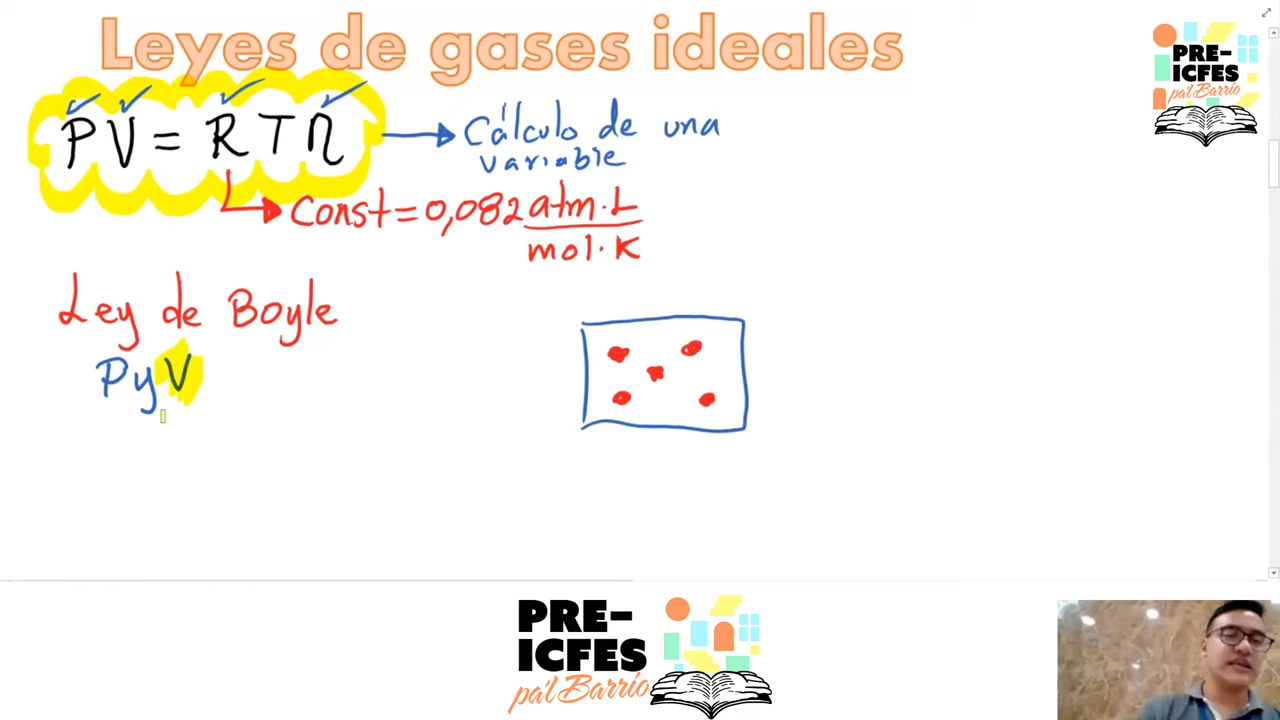 Leyes de gases ideales
PRE-
ICFES
pa'l Barrio
PV = RTn
Cálculo de una
variable
Const = 0,082 atm·L
mol·K
Ley de Boyle
P y V
PRE-
ICFES
pa'l Barrio